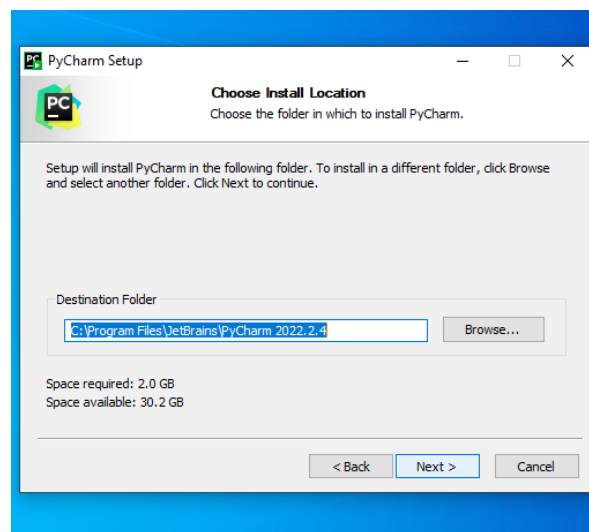 PC PyCharm Setup
PC
Choose Install Location
Choose the folder in which to install PyCharm.
Setup will install PyCharm in the following folder. To install in a different folder, click Browse
and select another folder. Click Next to continue.
Destination Folder
C:\Program Files\JetBrains\PyCharm 2022.2.4
Browse...
Space required: 2.0 GB
Space available: 30.2 GB
< Back Next > Cancel